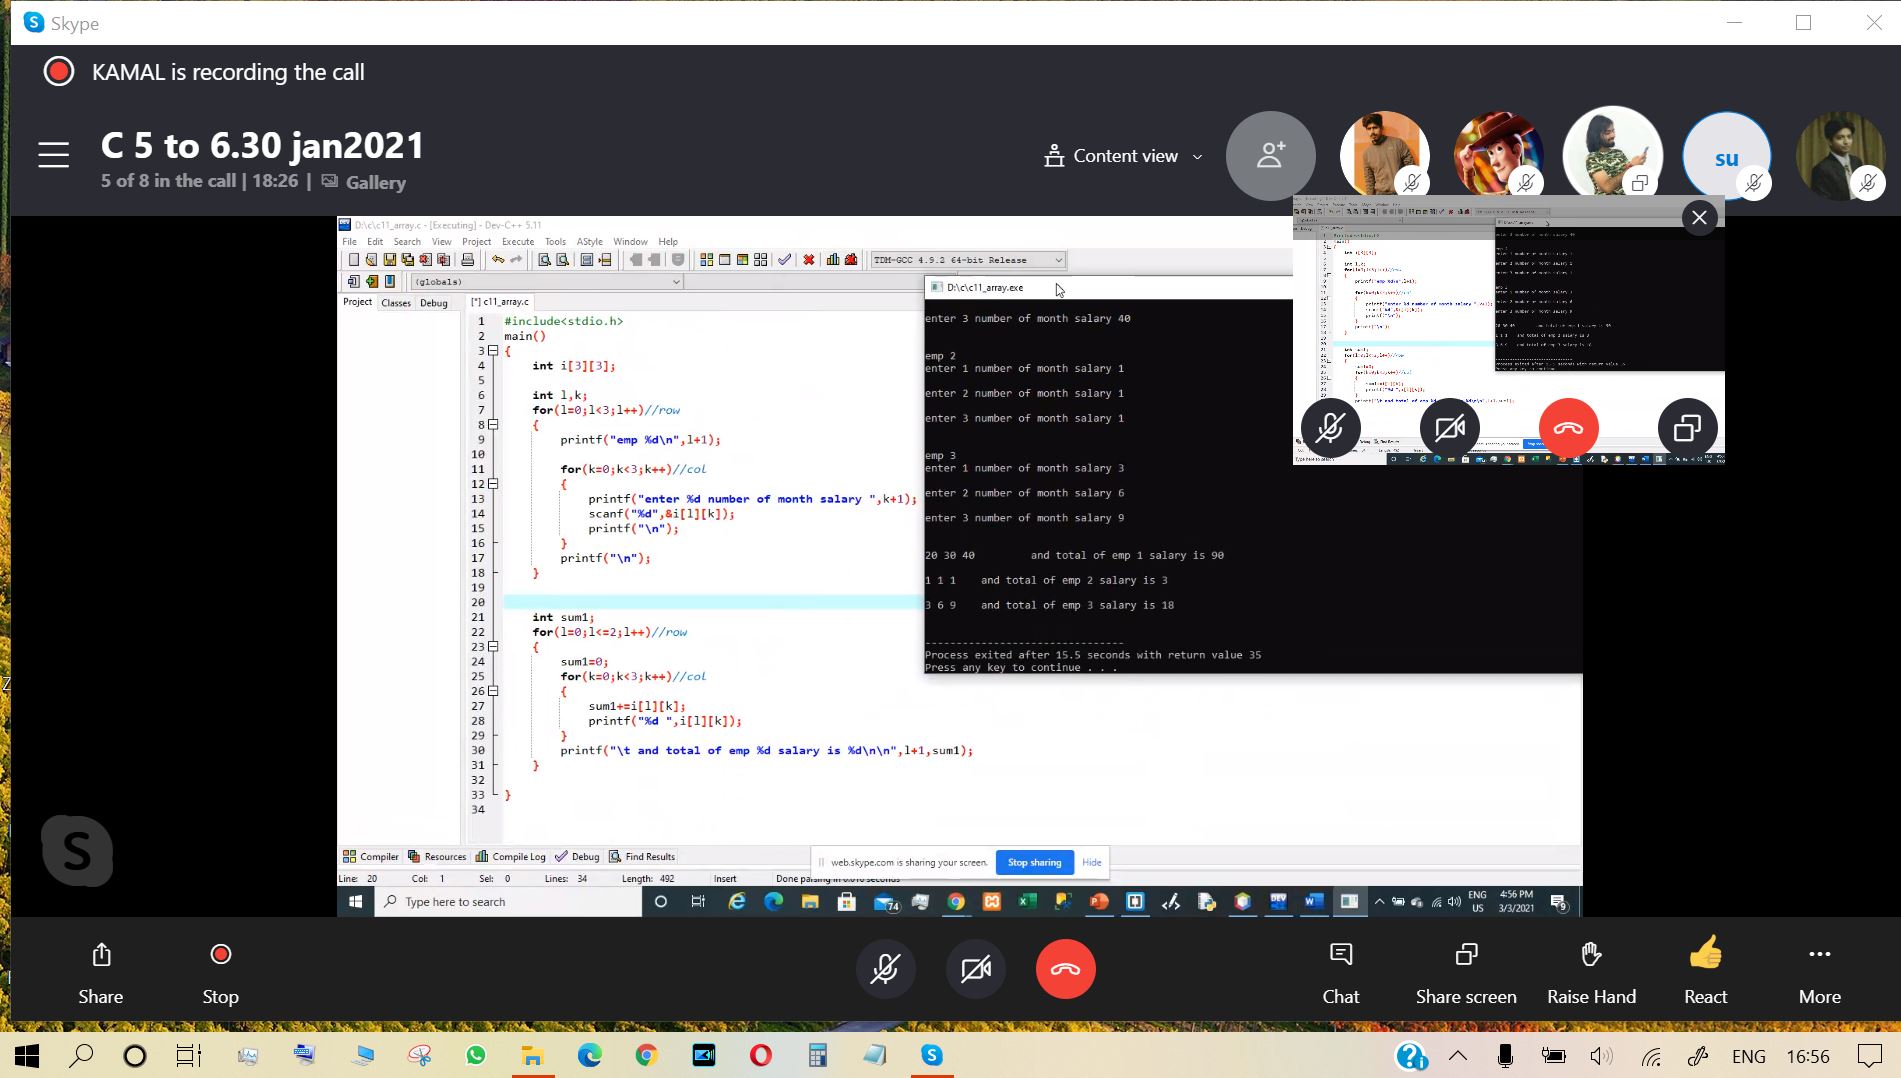 Skype
KAMAL is recording the call
C 5 to 6.30 jan2021
5 of 8 in the call | 18:26 | Gallery
Content view
su
D:\c\c11_array.c - [Executing] - Dev-C++ 5.11
File Edit Search View Project Execute Tools AStyle Window Help
TDM-GCC 4.9.2 64-bit Release
(globals)
Project Classes Debug
[*] c11_array.c
1 #include<stdio.h>
2 main()
3 {
4 int i[3][3];
5
6 int l,k;
7 for(l=0;l<3;l++)//row
8 {
9 printf("emp %d\n",l+1);
10
11 for(k=0;k<3;k++)//col
12 {
13 printf("enter %d number of month salary ",k+1);
14 scanf("%d",&i[l][k]);
15 printf("\n");
16 }
17 printf("\n");
18 }
19
20
21 int sum1;
22 for(l=0;l<=2;l++)//row
23 {
24 sum1=0;
25 for(k=0;k<3;k++)//col
26 {
27 sum1+=i[l][k];
28 printf("%d ",i[l][k]);
29 }
30 printf("\t and total of emp %d salary is %d\n\n",l+1,sum1);
31 }
32
33 }
34
D:\c\c11_array.exe
enter 3 number of month salary 40
emp 2
enter 1 number of month salary 1
enter 2 number of month salary 1
enter 3 number of month salary 1
emp 3
enter 1 number of month salary 3
enter 2 number of month salary 6
enter 3 number of month salary 9
20 30 40 and total of emp 1 salary is 90
1 1 1 and total of emp 2 salary is 3
3 6 9 and total of emp 3 salary is 18
--------------------------------
Process exited after 15.5 seconds with return value 35
Press any key to continue . . .
Compiler Resources Compile Log Debug Find Results
web.skype.com is sharing your screen. Stop sharing Hide
Line: 20 Col: 1 Sel: 0 Lines: 34 Length: 492 Insert
Type here to search
74
DEV
ENG
US
4:56 PM
3/3/2021
9
Share
Stop
Chat
Share screen
Raise Hand
React
More
ENG
16:56